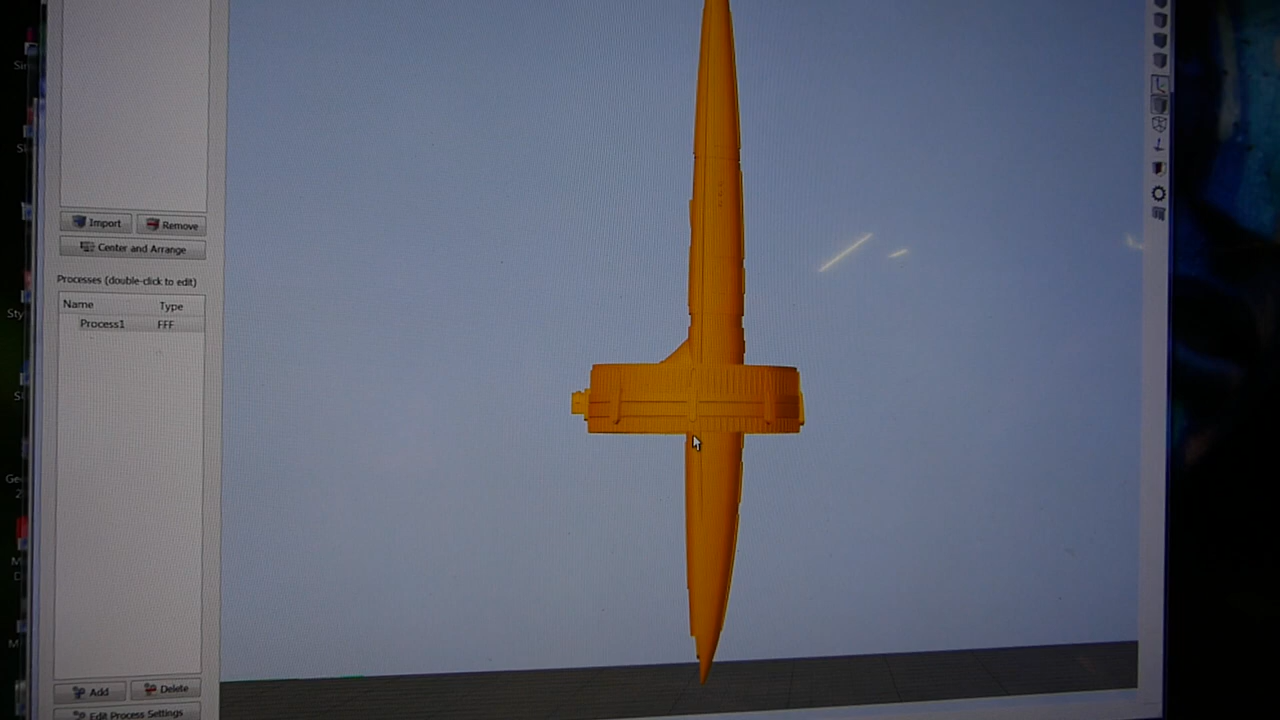 Import
Remove
Center and Arrange
Processes (double-click to edit)
Name
Type
Process1
FFF
Add
Delete
Edit Process Settings